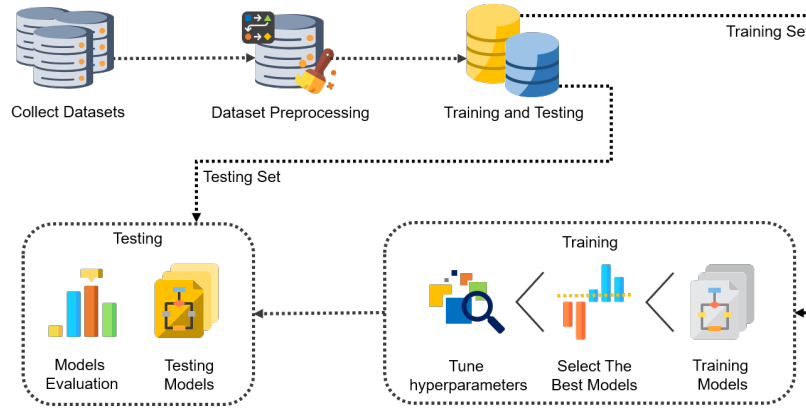 Training Set
Collect Datasets
Dataset Preprocessing
Training and Testing
Testing Set
Testing
Training
Models
Evaluation
Testing
Models
Tune
hyperparameters
Select The
Best Models
Training
Models